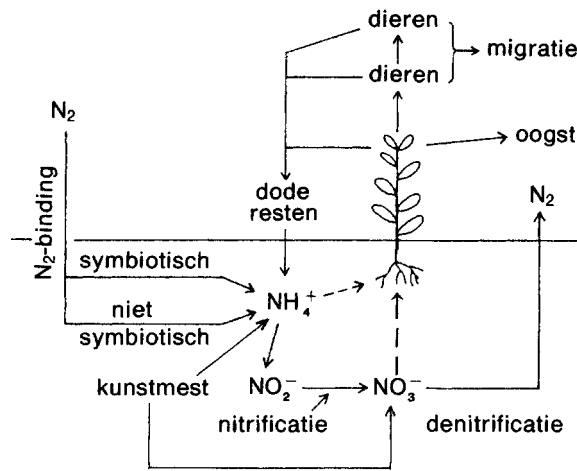 dieren
dieren
migratie
N₂
oogst
N₂-binding
dode
resten
N₂
symbiotisch
NH₄⁺
niet
symbiotisch
kunstmest
NO₂⁻
NO₃⁻
nitrificatie
denitrificatie